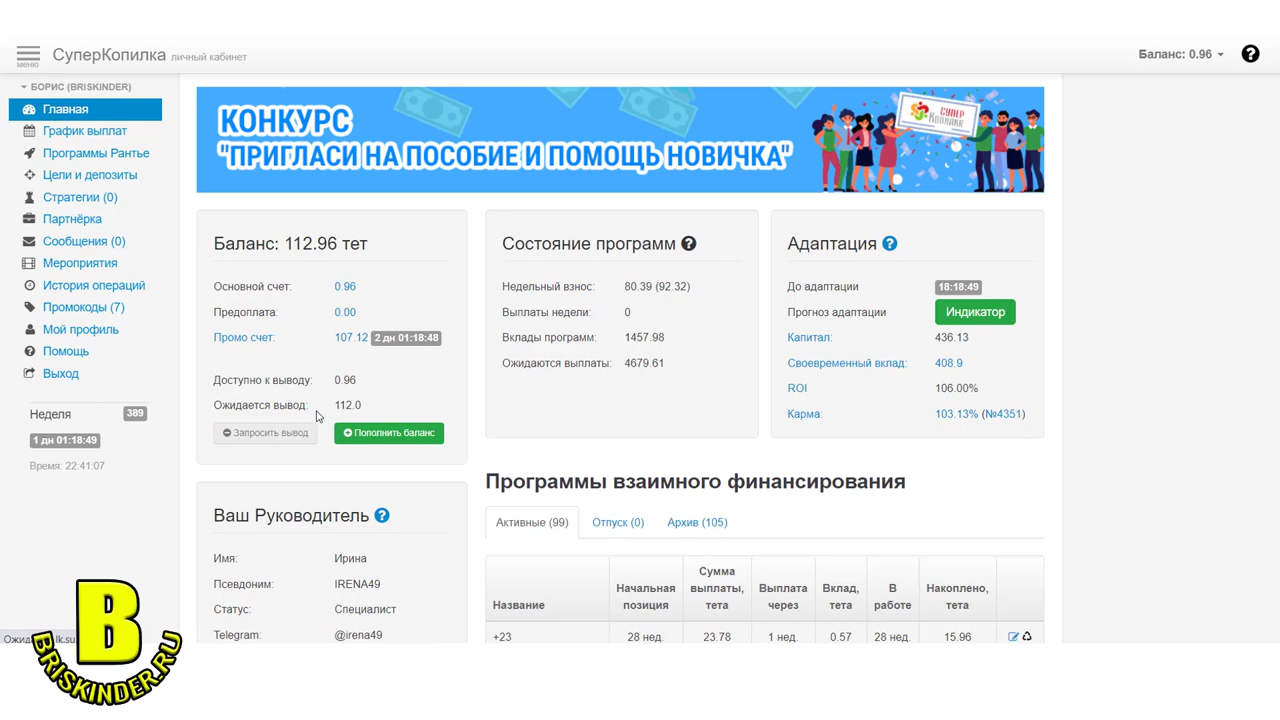 меню
СуперКопилка личный кабинет
Баланс: 0.96
БОРИС (BRISKINDER)
Главная
График выплат
Программы Рантье
Цели и депозиты
Стратегии (0)
Партнёрка
Сообщения (0)
Мероприятия
История операций
Промокоды (7)
Мой профиль
Помощь
Выход
Неделя 389
1 дн 01:18:49
Время: 22:41:07
КОНКУРС
"ПРИГЛАСИ НА ПОСОБИЕ И ПОМОЩЬ НОВИЧКА"
СУПЕР
Копилка
Баланс: 112.96 тет
Основной счет: 0.96
Предоплата: 0.00
Промо счет: 107.12 2 дн 01:18:48
Доступно к выводу: 0.96
Ожидается вывод: 112.0
Запросить вывод
Пополнить баланс
Состояние программ
Недельный взнос: 80.39 (92.32)
Выплаты недели: 0
Вклады программ: 1457.98
Ожидаются выплаты: 4679.61
Адаптация
До адаптации 18:18:49
Прогноз адаптации Индикатор
Капитал: 436.13
Своевременный вклад: 408.9
ROI 106.00%
Карма: 103.13% (№4351)
Ваш Руководитель
Имя: Ирина
Псевдоним: IRENA49
Статус: Специалист
Telegram: @irena49
Программы взаимного финансирования
Активные (99) Отпуск (0) Архив (105)
Название Начальная позиция Сумма выплаты, тета Выплата через Вклад, тета В работе Накоплено, тета
+23 28 нед. 23.78 1 нед. 0.57 28 нед. 15.96
B
BRISKINDER.RU